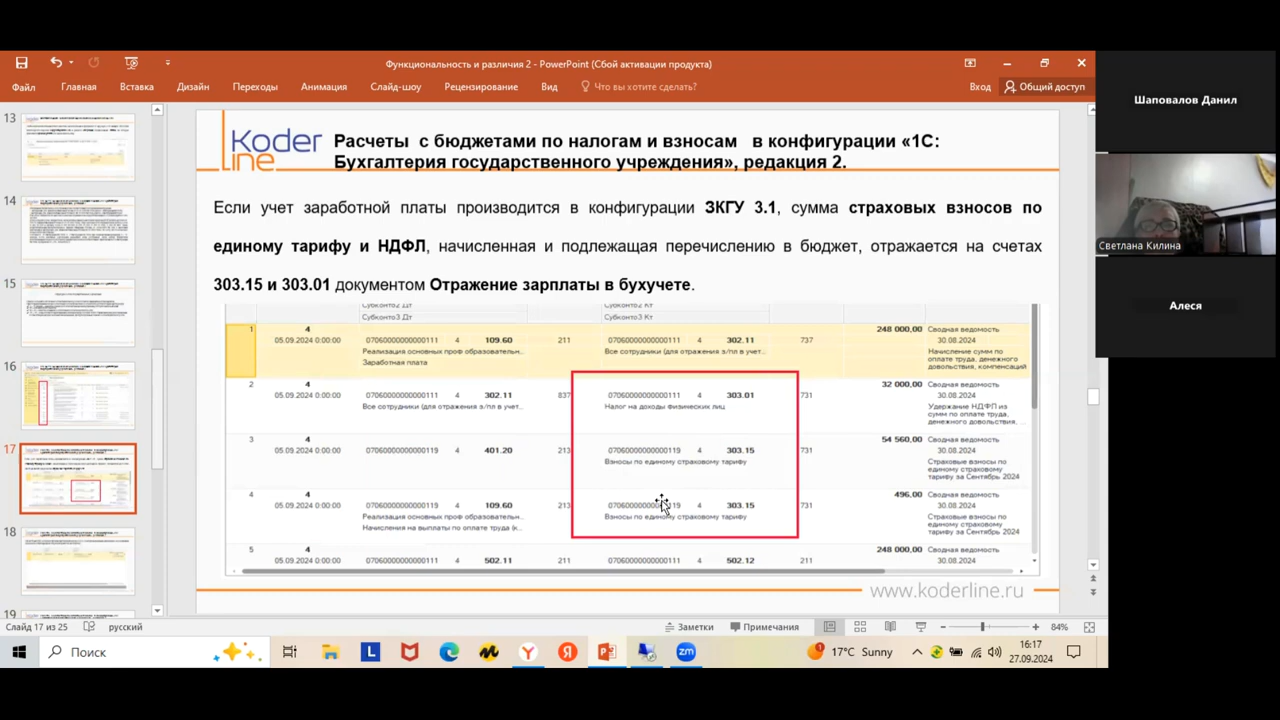 Функциональность и различия 2 - PowerPoint (Сбой активации продукта)
Файл Главная Вставка Дизайн Переходы Анимация Слайд-шоу Рецензирование Вид Что вы хотите сделать? Вход Общий доступ
13
14
15
16
17
18
19
Koder line
Расчеты с бюджетами по налогам и взносам в конфигурации «1С:
Бухгалтерия государственного учреждения», редакция 2.
Если учет заработной платы производится в конфигурации ЗКГУ 3.1, сумма страховых взносов по
единому тарифу и НДФЛ, начисленная и подлежащая перечислению в бюджет, отражается на счетах
303.15 и 303.01 документом Отражение зарплаты в бухучете.
Субконто2 Дт Субконто2 Кт
Субконто3 Дт Субконто3 Кт
1 4 248 000,00 Сводная ведомость
05.09.2024 0:00:00 07060000000000111 4 109.60 211 07060000000000111 4 302.11 737 30.08.2024
Реализация основных проф образовательн... Все сотрудники (для отражения з/пл в учет... Начисление сумм по
Заработная плата оплате труда, денежного
довольствия, компенсаций
2 4 32 000,00 Сводная ведомость
05.09.2024 0:00:00 07060000000000111 4 302.11 837 07060000000000111 4 303.01 731 30.08.2024
Все сотрудники (для отражения з/пл в учет... Налог на доходы физических лиц Удержание НДФЛ из
сумм по оплате труда,
денежного довольствия, ...
3 4 54 560,00 Сводная ведомость
05.09.2024 0:00:00 07060000000000119 4 401.20 213 07060000000000119 4 303.15 731 30.08.2024
Взносы по единому страховому тарифу Страховые взносы по
единому страховому
тарифу за Сентябрь 2024
4 4 496,00 Сводная ведомость
05.09.2024 0:00:00 07060000000000119 4 109.60 213 4 303.15 731 30.08.2024
Реализация основных проф образовательн... Взносы по единому страховому тарифу Страховые взносы по
Начисления на выплаты по оплате труда (к... единому страховому
тарифу за Сентябрь 2024
5 4 248 000,00 Сводная ведомость
05.09.2024 0:00:00 07060000000000111 4 502.11 211 07060000000000111 4 502.12 211 30.08.2024
www.koderline.ru
Слайд 17 из 25 русский Заметки Примечания 84%
Поиск
17°C Sunny
16:17
27.09.2024
Шаповалов Данил
Светлана Килина
Алеся